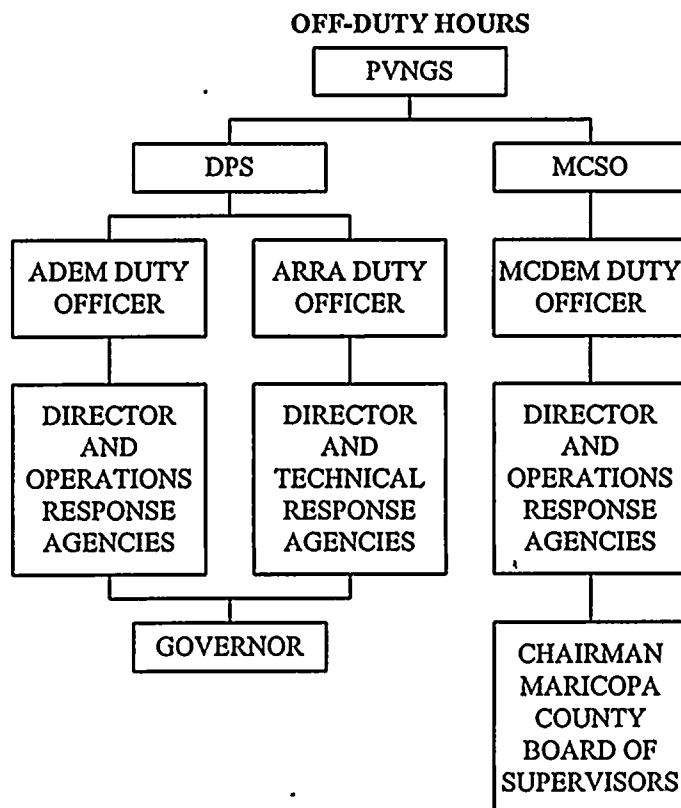 OFF-DUTY HOURS
PVNGS
DPS
MCSO
ADEM DUTY
OFFICER
ARRA DUTY
OFFICER
MCDEM DUTY
OFFICER
DIRECTOR
AND
OPERATIONS
RESPONSE
AGENCIES
DIRECTOR
AND
TECHNICAL
RESPONSE
AGENCIES
DIRECTOR
AND
OPERATIONS
RESPONSE
AGENCIES
GOVERNOR
CHAIRMAN
MARICOPA
COUNTY
BOARD OF
SUPERVISORS